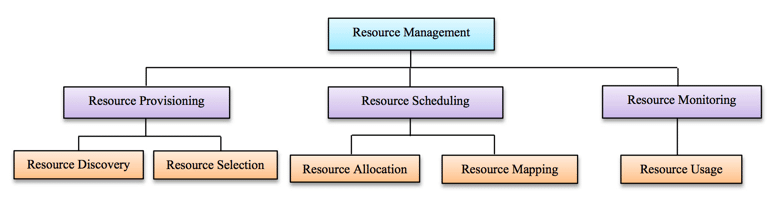 Resource Management
Resource Provisioning
Resource Scheduling
Resource Monitoring
Resource Discovery
Resource Selection
Resource Allocation
Resource Mapping
Resource Usage